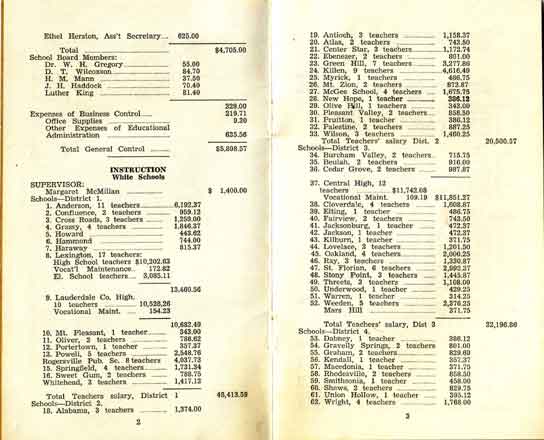 Ethel Herston, Ass't Secretary.. 625.00
Total $4,705.00
School Board Members:
Dr. W. H. Gregory 55.00
D. T. Wilcoxson 84.70
H. M. Mann 37.50
J. H. Haddock 70.40
Luther King 81.40
329.00
Expenses of Business Control 219.71
Office Supplies 9.30
Other Expenses of Educational
Administration 635.56
Total General Control $5,898.57
INSTRUCTION
White Schools
SUPERVISOR:
Margaret McMillan $ 1,400.00
Schools—District 1.
1. Anderson, 11 teachers 6,192.37
2. Confluence, 2 teachers 959.12
3. Cross Roads, 3 teachers 1,259.00
4. Grassy, 4 teachers 1,846.37
5. Howard 443.62
6. Hammond 744.00
7. Haraway 815.37
8. Lexington, 17 teachers:
High School teachers $10,202.63
Vocat'l Maintenance.. 172.82
El. School teachers 3,085.11
13,460.56
9. Lauderdale Co. High.
10 teachers 10,528.26
Vocational Maint. 154.23
10,682.49
10. Mt. Pleasant, 1 teacher 343.00
11. Oliver, 2 teachers 786.62
12. Portertown, 1 teacher 357.37
13. Powell, 5 teachers 2,548.76
Rogersville Pub. Sc., 8 teachers 4,037.73
15. Springfield, 4 teachers 1,731.34
16. Sweet Gum, 2 teachers 788.75
Whitehead, 3 teachers 1,417.12
Total Teachers salary, District 1 48,413.59
Schools—District 2.
18. Alabama, 3 teachers 1,374.00
2
19. Antioch, 3 teachers 1,158.37
20. Atlas, 2 teachers 743.50
21. Center Star, 3 teachers 1,172.74
22. Ebenezer, 2 teachers 801.00
23. Green Hill, 7 teachers 3,277.86
24. Killen, 9 teachers 4,616.49
25. Myrick, 1 teachers 486.75
26. Mt. Zion, 2 teachers 872.87
27. McGee School, 4 teachers 1,675.75
28. New Hope, 1 teacher 386.12
29. Olive Hill, 1 teachers 343.00
30. Pleasant Valley, 2 teachers 858.50
31. Fruitton, 1 teachers 386.12
32. Palestine, 2 teachers 887.25
33. Wilson, 3 teachers 1,460.25
Total Teachers' salary Dist. 2 20,500.57
Schools—District 3.
34. Burcham Valley, 2 teachers.. 715.75
35. Beulah, 2 teachers 916.00
36. Cedar Grove, 2 teachers 987.87
37. Central High, 12
teachers $11,742.08
Vocational Maint. 109.19 $11,851.27
38. Cloverdale, 4 teachers 1,608.87
39. Elting, 1 teacher 486.75
40. Fairview, 2 teachers 743.50
41. Jacksonburg, 1 teacher 472.37
42. Jackson, 1 teacher 472.37
43. Kilburn, 1 teacher 371.75
44. Lovelace, 3 teachers 1,201.50
45. Oakland, 4 teachers 2,000.25
46. Ray, 3 teachers 1,330.87
47. St. Florian, 6 teachers 2,992.37
48. Stony Point, 3 teachers 1,445.87
49. Threets, 3 teachers 1,108.00
50. Underwood, 1 teacher 429.25
51. Warren, 1 teacher 314.25
52. Weeden, 5 teachers 2,376.25
Mars Hill 371.75
Total Teachers' salary, Dist 3 32,196.86
Schools—District 4.
53. Dabney, 1 teacher 386.12
54. Gravelly Springs, 2 teachers 801.00
55. Graham, 2 teachers 829.69
56. Kendall, 1 teacher 357.37
57. Macedonia, 1 teacher 371.75
58. Rhodesville, 2 teachers 858.50
59. Smithsonia, 1 teacher 458.00
60. Shows, 2 teachers 829.75
61. Union Hollow, 1 teacher 395.12
62. Wright, 4 teachers 1,768.00
3